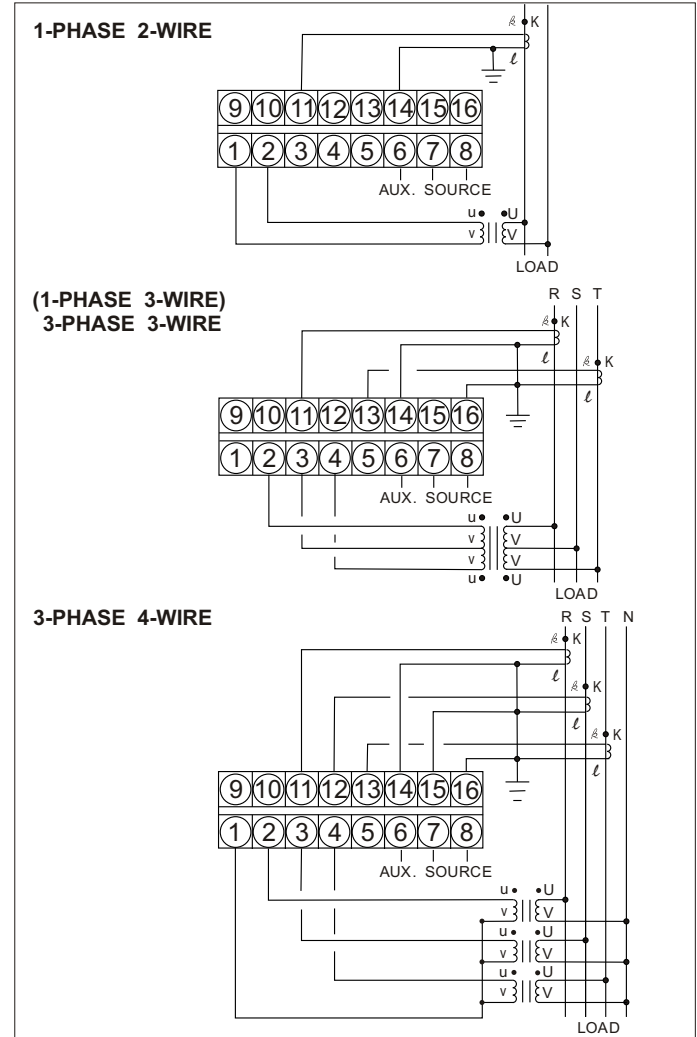 1-PHASE 2-WIRE
k K
ℓ
9 10 11 12 13 14 15 16
1 2 3 4 5 6 7 8
AUX. SOURCE
u U
v V
LOAD
(1-PHASE 3-WIRE)
3-PHASE 3-WIRE
R S T
k K
ℓ
k K
ℓ
9 10 11 12 13 14 15 16
1 2 3 4 5 6 7 8
AUX. SOURCE
u U
v V
v V
u U
LOAD
3-PHASE 4-WIRE
R S T N
k K
ℓ
k K
ℓ
k K
ℓ
9 10 11 12 13 14 15 16
1 2 3 4 5 6 7 8
AUX. SOURCE
u U
v V
u U
v V
u U
v V
LOAD